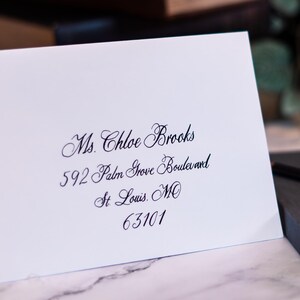 Ms. Chloe Brooks
592 Palm Grove Boulevard
St. Louis, MO
63101